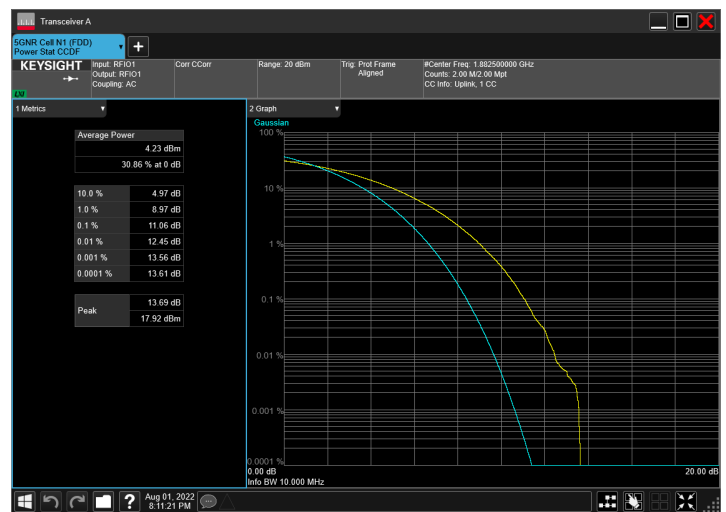 Transceiver A
5GNR Cell N1 (FDD)
Power Stat CCDF
KEYSIGHT
LXI
Input: RFIO1
Output: RFIO1
Coupling: AC
Corr CCorr
Range: 20 dBm
Trig: Prot Frame
Aligned
#Center Freq: 1.882500000 GHz
Counts: 2.00 M/2.00 Mpt
CC Info: Uplink, 1 CC
1 Metrics
Average Power
4.23 dBm
30.86 % at 0 dB
10.0 % 4.97 dB
1.0 % 8.97 dB
0.1 % 11.06 dB
0.01 % 12.45 dB
0.001 % 13.56 dB
0.0001 % 13.61 dB
Peak
13.69 dB
17.92 dBm
2 Graph
Gaussian
100 %
10 %
1 %
0.1 %
0.01 %
0.001 %
0.0001 %
0.00 dB 20.00 dB
Info BW 10.000 MHz
?
Aug 01, 2022
8:11:21 PM